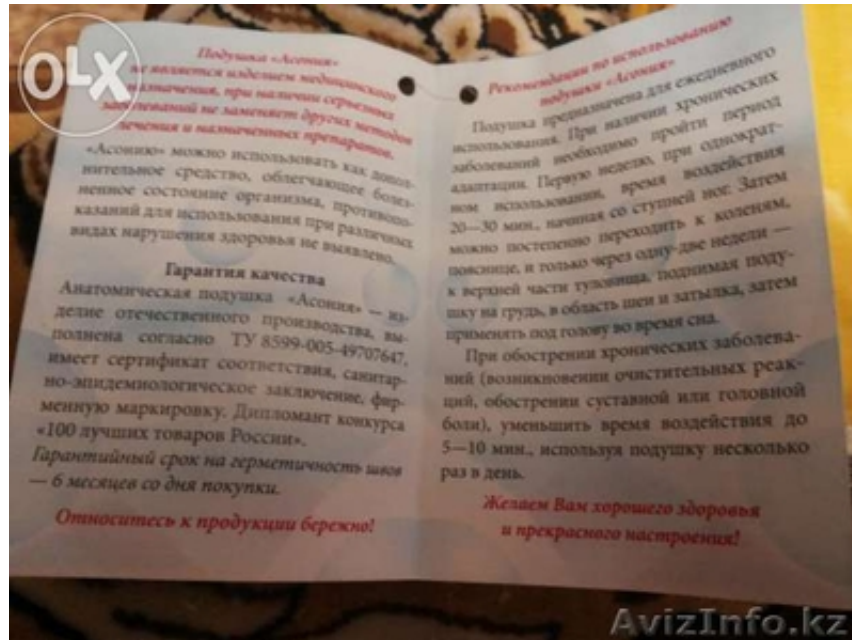 OLX
Подушка «Асония»
не является изделием медицинского
назначения, при наличии серьезных
заболеваний не заменяет других методов
лечения и назначенных препаратов.
«Асонию» можно использовать как допол-
нительное средство, облегчающее болез-
ненное состояние организма, противопо-
казаний для использования при различных
видах нарушения здоровья не выявлено.
Гарантия качества
Анатомическая подушка «Асония» — из-
делие отечественного производства, вы-
полнена согласно ТУ 8599-005-49707647,
имеет сертификат соответствия, санитар-
но-эпидемиологическое заключение, фир-
менную маркировку. Дипломант конкурса
«100 лучших товаров России».
Гарантийный срок на герметичность швов
— 6 месяцев со дня покупки.
Относитесь к продукции бережно!
Рекомендации по использованию
подушки «Асония»
Подушка предназначена для ежедневного
использования. При наличии хронических
заболеваний необходимо пройти период
адаптации. Первую неделю, при однократ-
ном использовании, время воздействия
20—30 мин., начиная со ступней ног. Затем
можно постепенно переходить к коленям,
пояснице, и только через одну-две недели —
к верхней части туловища, поднимая поду-
шку на грудь, в область шеи и затылка, затем
применять под голову во время сна.
При обострении хронических заболева-
ний (возникновении очистительных реак-
ций, обострении суставной или головной
боли), уменьшить время воздействия до
5—10 мин., используя подушку несколько
раз в день.
Желаем Вам хорошего здоровья
и прекрасного настроения!
AvizInfo.kz